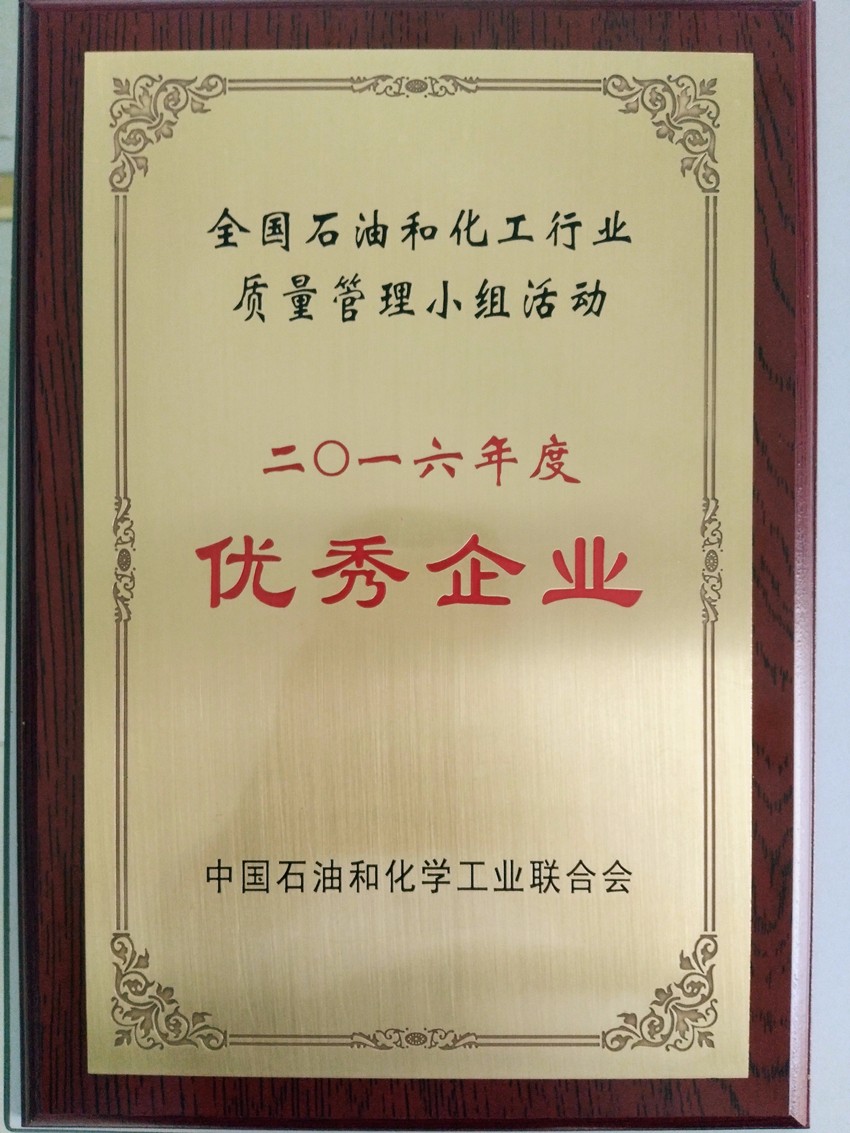 全国石油和化工行业
质量管理小组活动
二〇一六年度
优秀企业
中国石油和化学工业联合会